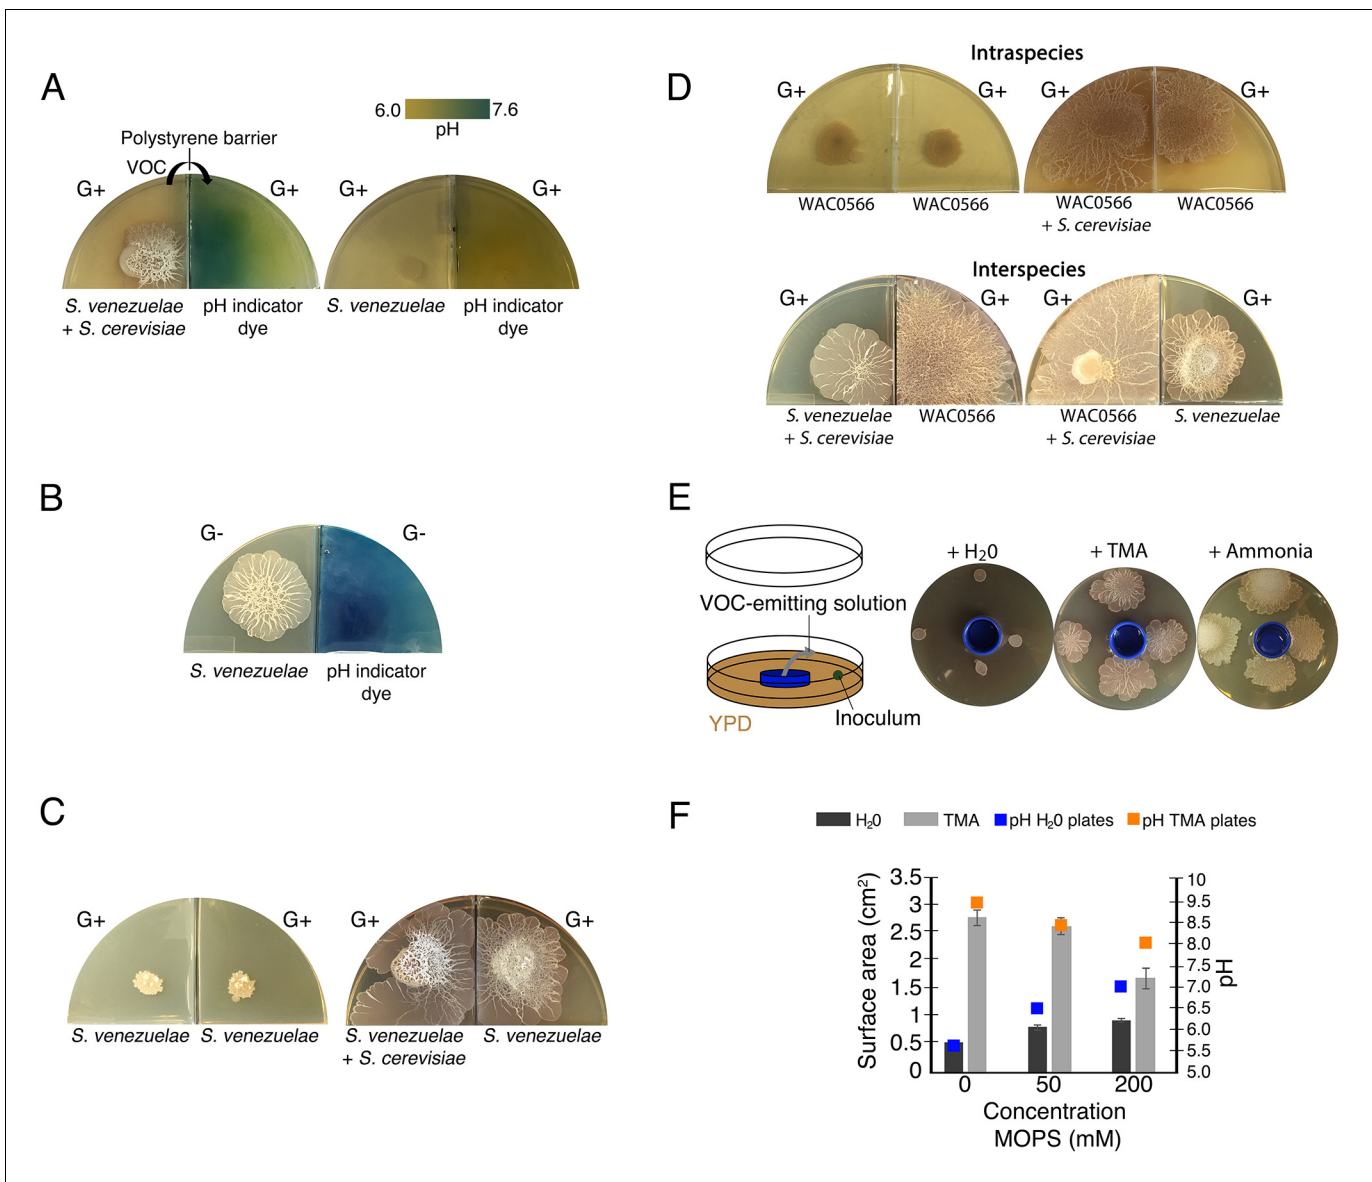 A
6.0
7.6
pH
Polystyrene barrier
VOC
G+
G+
G+
G+
S. venezuelae
+ S. cerevisiae
pH indicator
dye
S. venezuelae
pH indicator
dye
B
G-
G-
S. venezuelae
pH indicator
dye
C
G+
G+
G+
G+
S. venezuelae
S. venezuelae
S. venezuelae
+ S. cerevisiae
S. venezuelae
D
Intraspecies
G+
G+
G+
G+
WAC0566
WAC0566
WAC0566
+ S. cerevisiae
WAC0566
Interspecies
G+
G+
G+
G+
S. venezuelae
+ S. cerevisiae
WAC0566
WAC0566
+ S. cerevisiae
S. venezuelae
E
VOC-emitting solution
Inoculum
YPD
+ H20
+ TMA
+ Ammonia
F
H20
TMA
pH H20 plates
pH TMA plates
Surface area (cm2)
3.5
3
2.5
2
1.5
1
0.5
0
10
9.5
8.5
8.0
7.5
7.0
6.5
6.0
5.5
5.0
pH
0
50
200
Concentration
MOPS (mM)